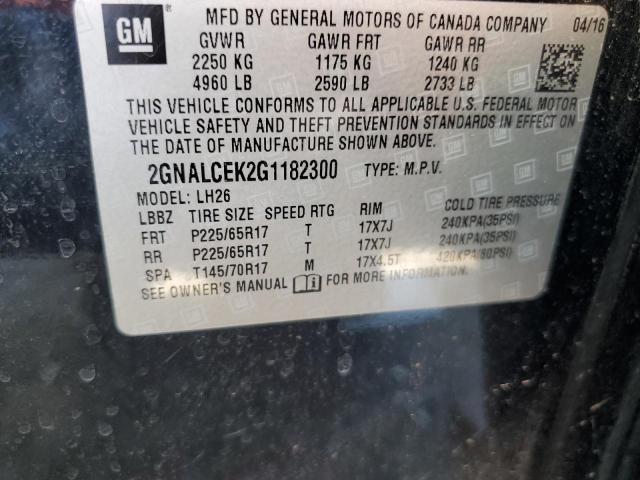 GM
MFD BY GENERAL MOTORS OF CANADA COMPANY 04/16
GVWR GAWR FRT GAWR RR
2250 KG 1175 KG 1240 KG
4960 LB 2590 LB 2733 LB
THIS VEHICLE CONFORMS TO ALL APPLICABLE U.S. FEDERAL MOTOR
VEHICLE SAFETY AND THEFT PREVENTION STANDARDS IN EFFECT ON
THE DATE OF MANUFACTURE SHOWN ABOVE.
2GNALCEK2G1182300 TYPE: M.P.V.
MODEL: LH26
LBBZ TIRE SIZE SPEED RTG RIM COLD TIRE PRESSURE
FRT P225/65R17 T 17X7J 240KPA(35PSI)
RR P225/65R17 T 17X7J 240KPA(35PSI)
SPA T145/70R17 M 17X4.5T 420KPA(60PSI)
SEE OWNER'S MANUAL FOR MORE INFORMATION.